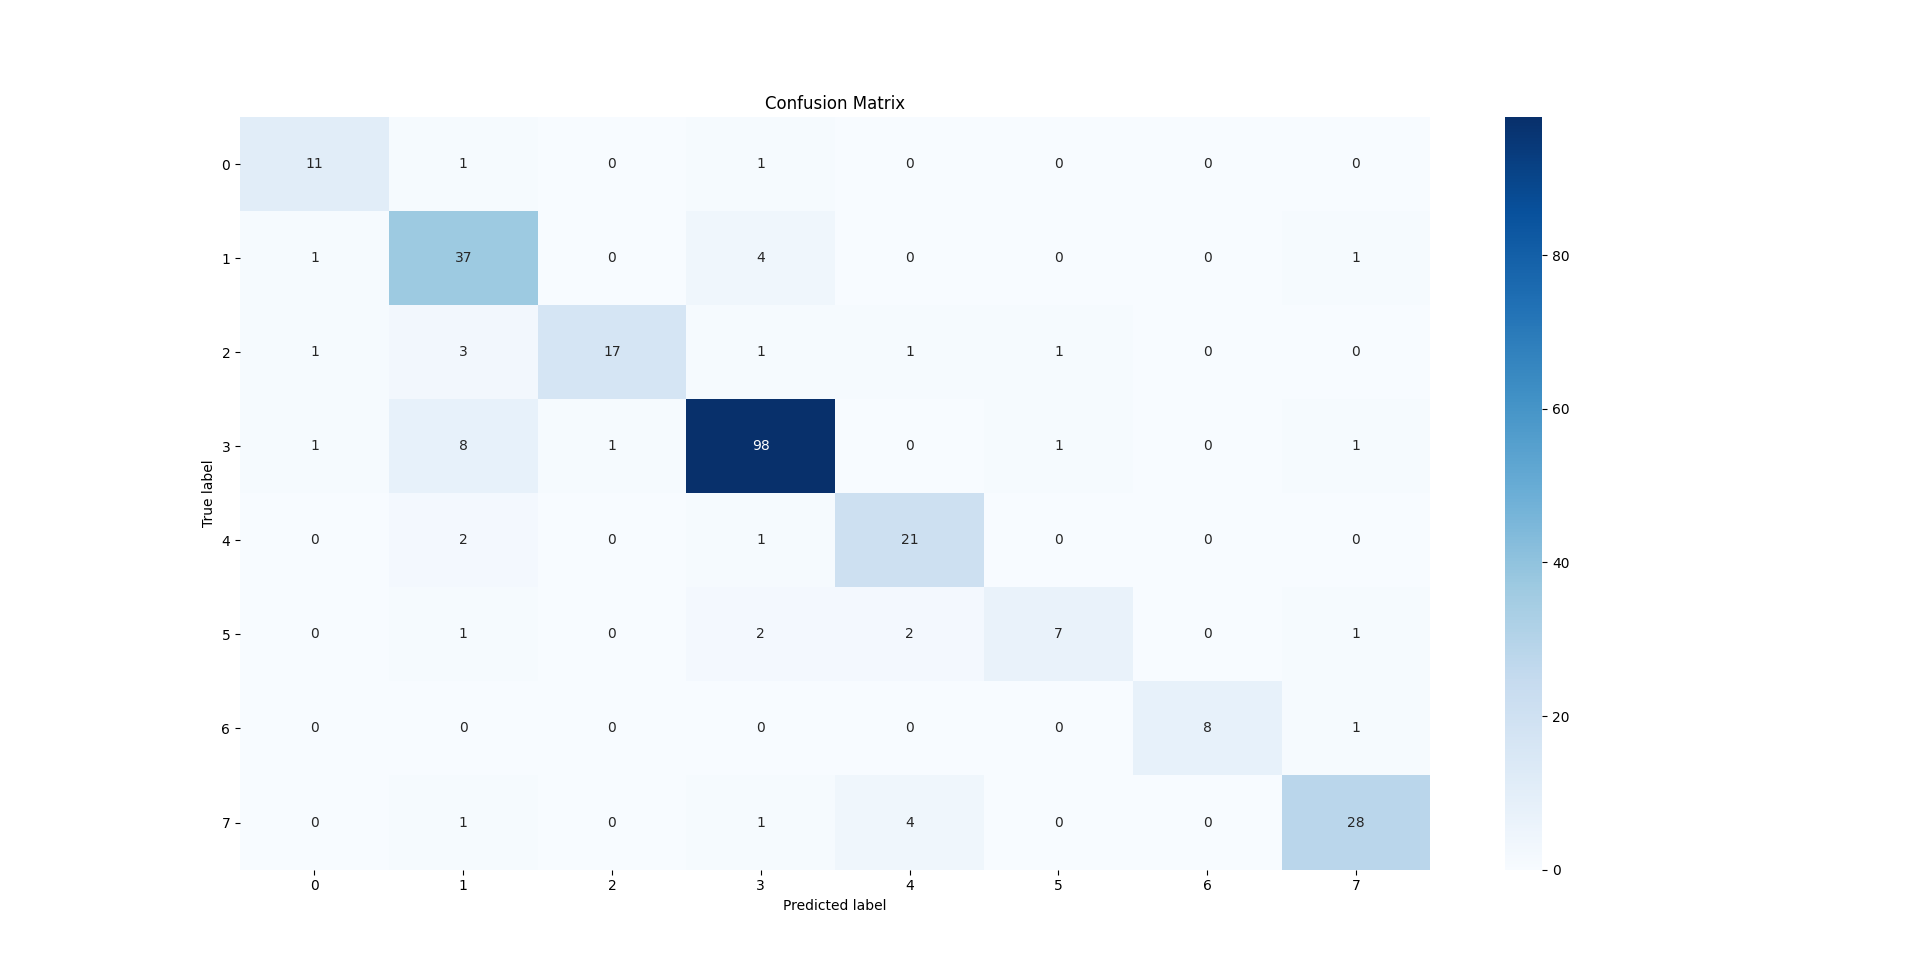 Confusion Matrix
0 11 1 0 1 0 0 0 0
1 1 37 0 4 0 0 0 1 80
2 1 3 17 1 1 1 0 0
60
3 1 8 1 98 0 1 0 1
True label
4 0 2 0 1 21 0 0 0 40
5 0 1 0 2 2 7 0 1
20
6 0 0 0 0 0 0 8 1
7 0 1 0 1 4 0 0 28
0
0 1 2 3 4 5 6 7
Predicted label